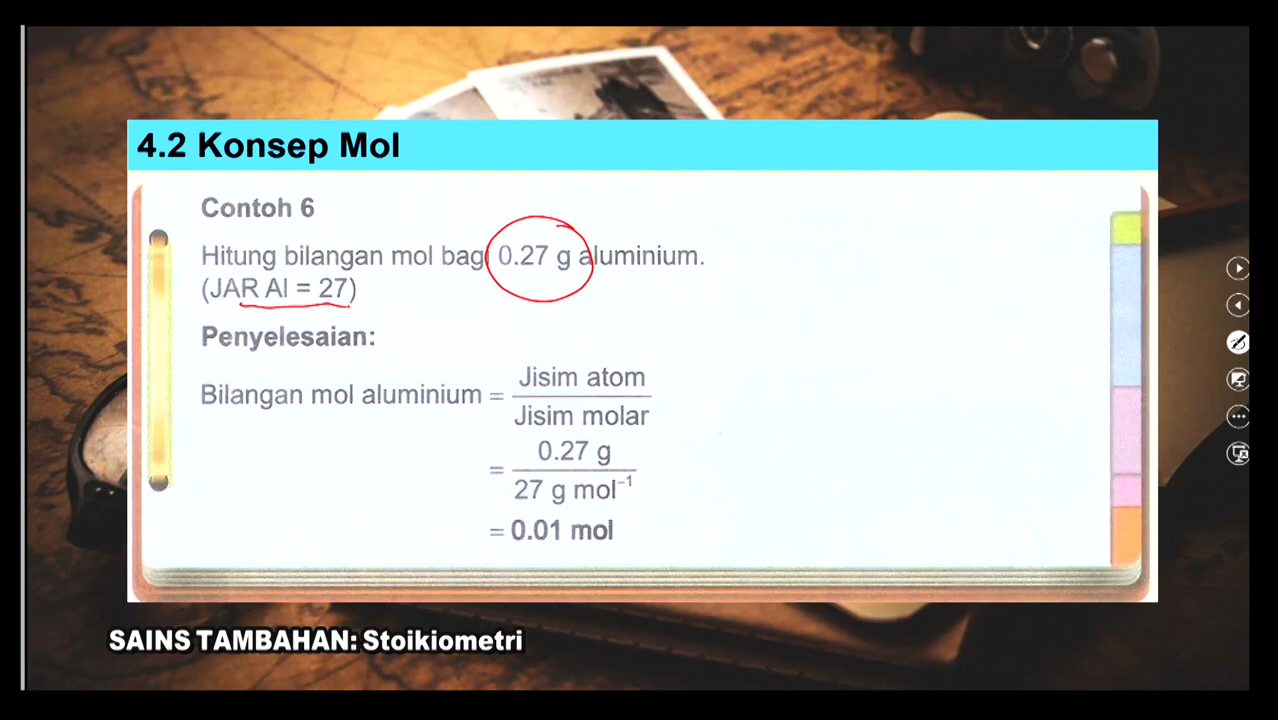 4.2 Konsep Mol
Contoh 6
Hitung bilangan mol bagi 0.27 g aluminium.
(JAR Al = 27)
Penyelesaian:
Bilangan mol aluminium = Jisim atom / Jisim molar
= 0.27 g / 27 g mol⁻¹
= 0.01 mol
SAINS TAMBAHAN: Stoikiometri